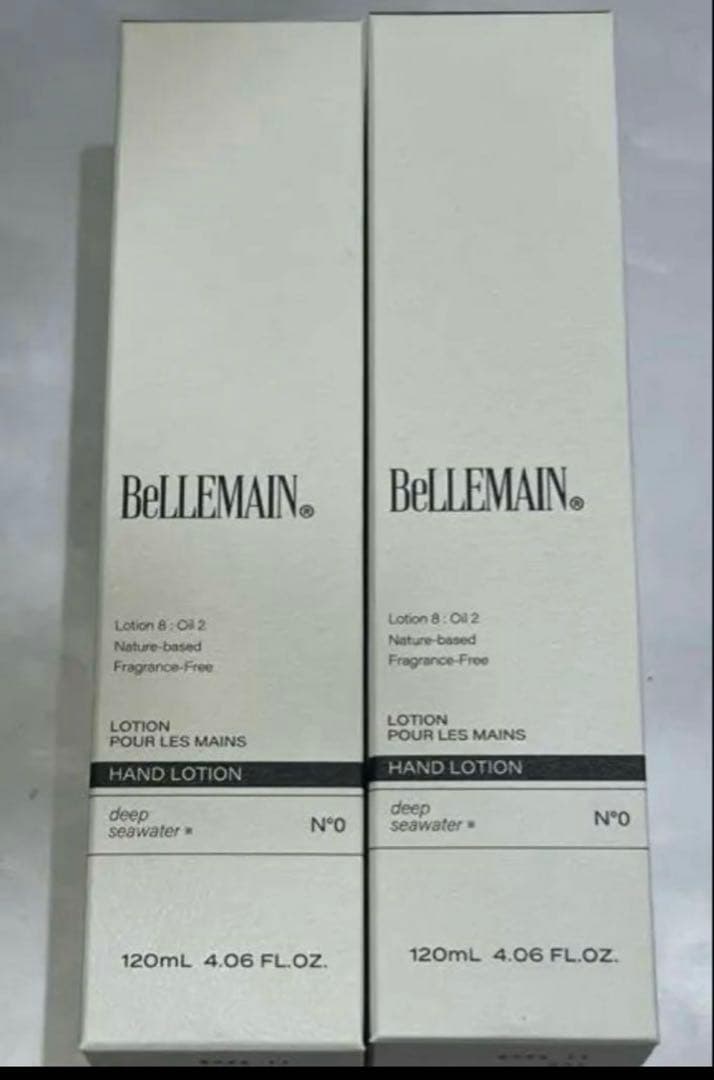 BeLLEMAIN®
Lotion 8 : Oil 2
Nature-based
Fragrance-Free
LOTION
POUR LES MAINS
HAND LOTION
deep
seawater ※
N°0
120mL 4.06 FL.OZ.
BeLLEMAIN®
Lotion 8 : Oil 2
Nature-based
Fragrance-Free
LOTION
POUR LES MAINS
HAND LOTION
deep
seawater ※
N°0
120mL 4.06 FL.OZ.